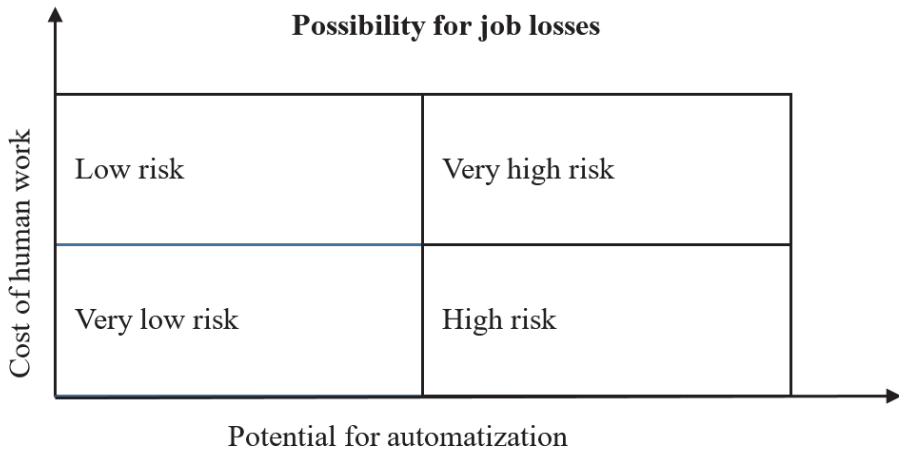 Possibility for job losses
Cost of human work
Low risk
Very high risk
Very low risk
High risk
Potential for automatization